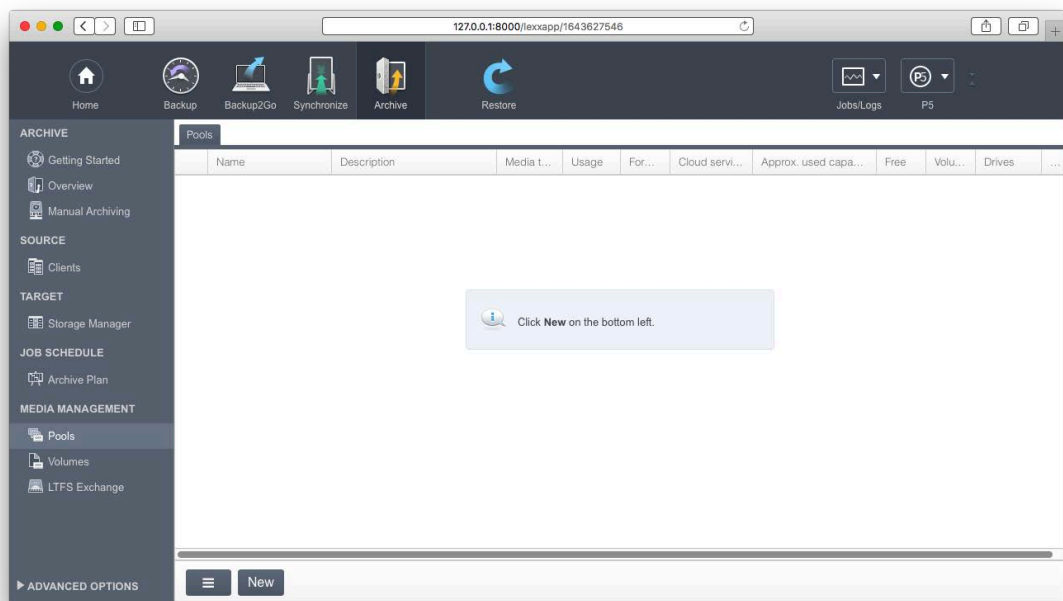 127.0.0.1:8000/lexxapp/1643627546
Home
Backup
Backup2Go
Synchronize
Archive
Restore
Jobs/Logs
P5
P5
ARCHIVE
Getting Started
Overview
Manual Archiving
SOURCE
Clients
TARGET
Storage Manager
JOB SCHEDULE
Archive Plan
MEDIA MANAGEMENT
Pools
Volumes
LTFS Exchange
ADVANCED OPTIONS
Pools
Name Description Media t... Usage For... Cloud servi... Approx. used capa... Free Volu... Drives ...
Click New on the bottom left.
New